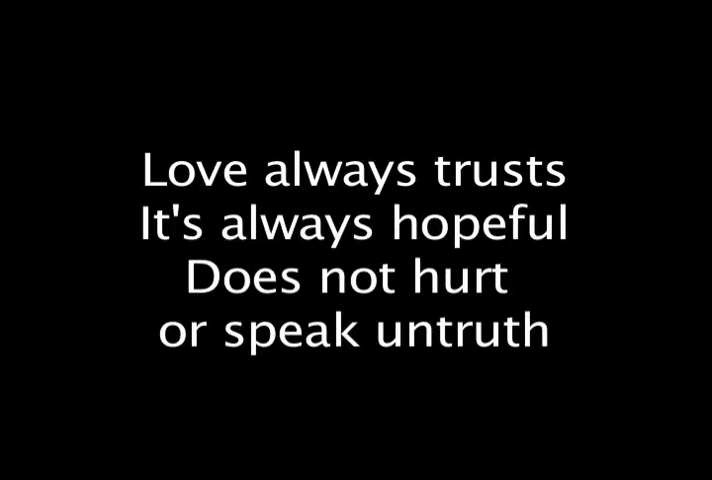 Love always trusts
It's always hopeful
Does not hurt
or speak untruth